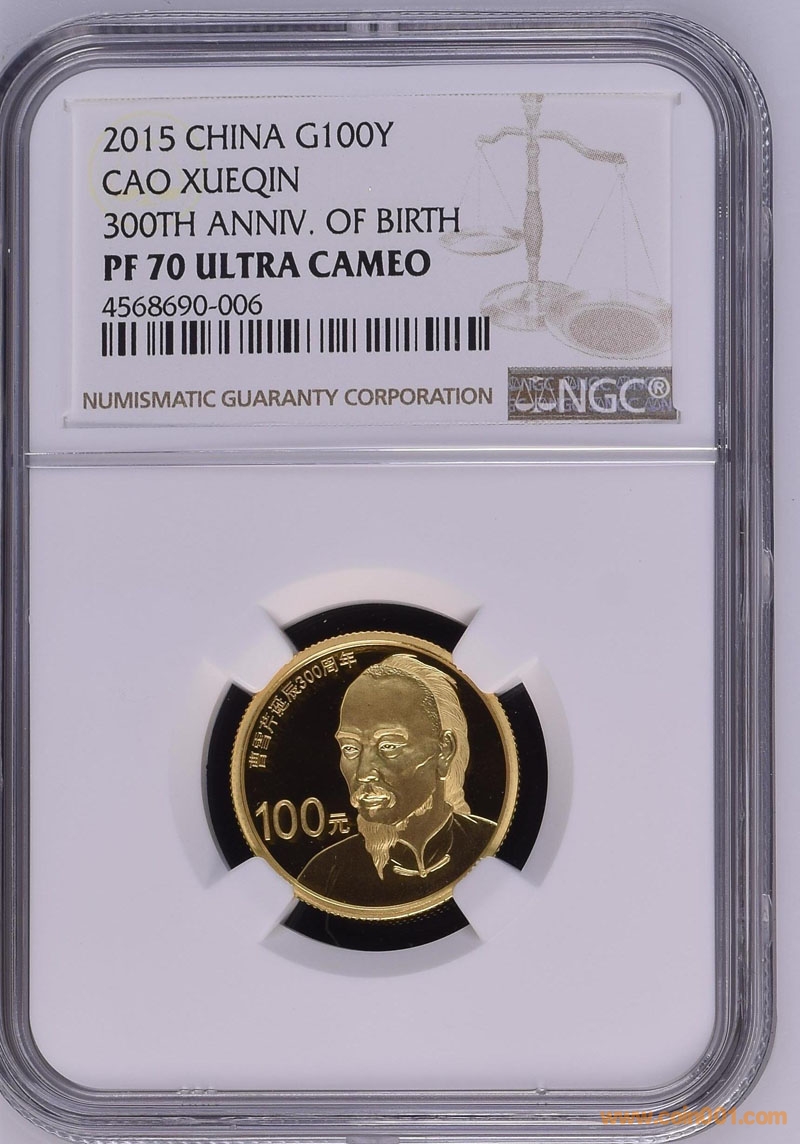 2015 CHINA G100Y
CAO XUEQIN
300TH ANNIV. OF BIRTH
PF 70 ULTRA CAMEO
4568690-006
NUMISMATIC GUARANTY CORPORATION
NGC®
曹雪芹诞辰300周年
100元
www.coin001.com